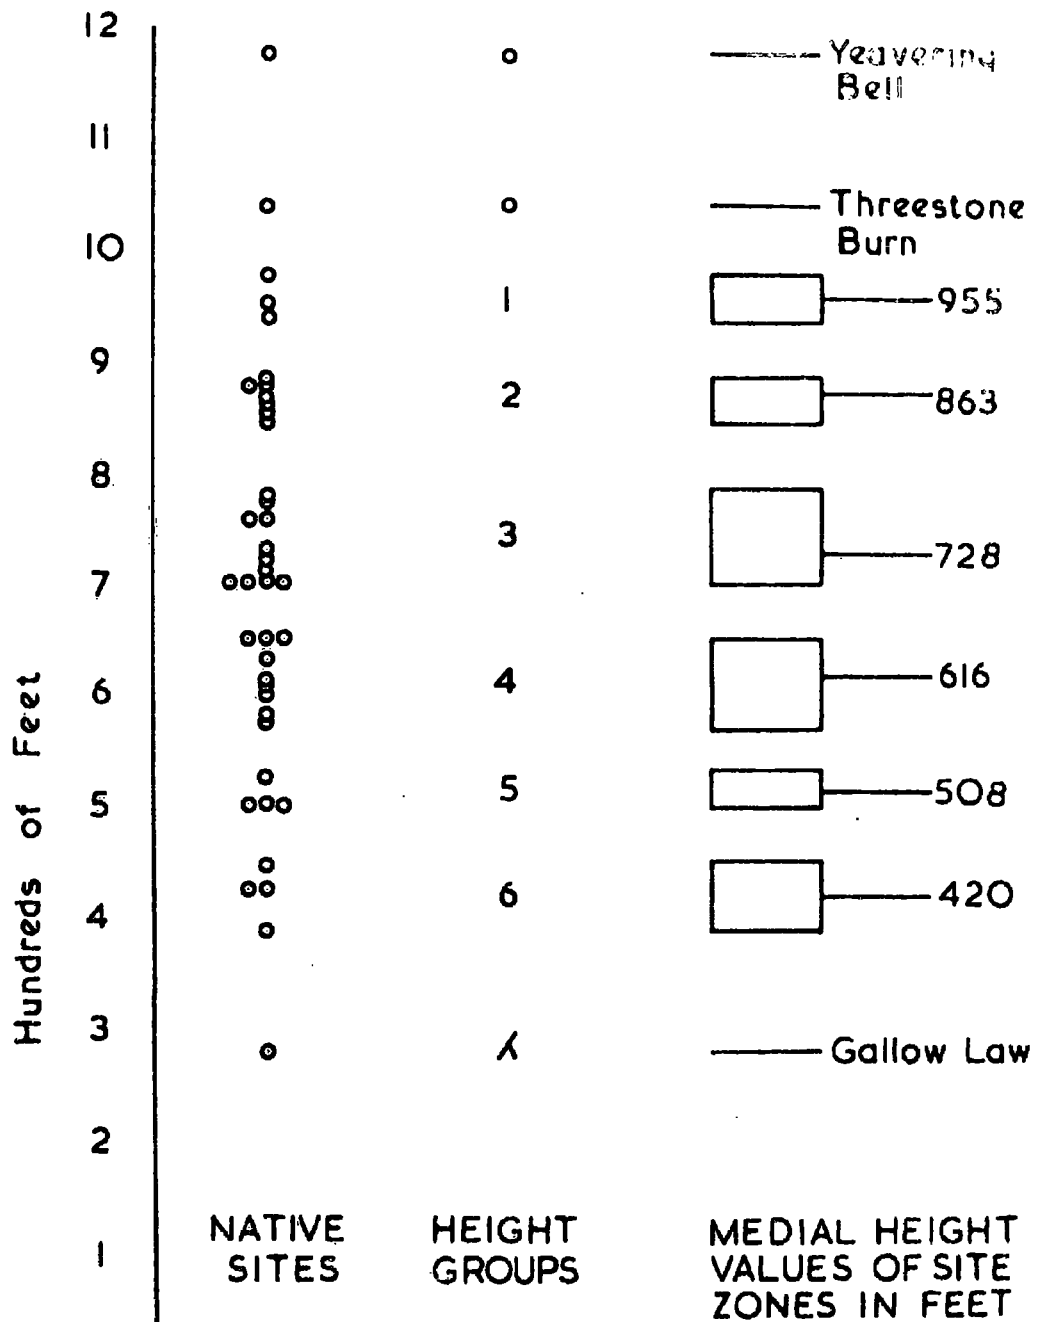 12
Yeavering
Bell
11
Threestone
Burn
10
1
955
9
2
863
8
3
728
7
4
616
6
5
508
5
6
420
4
3
Gallow Law
2
1
Hundreds of Feet
NATIVE
SITES
HEIGHT
GROUPS
MEDIAL HEIGHT
VALUES OF SITE
ZONES IN FEET